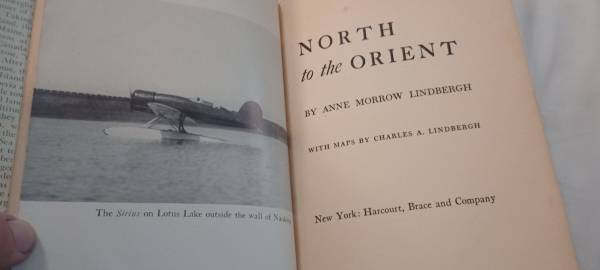 The Sirius on Lotus Lake outside the wall of
NORTH
to the ORIENT
BY ANNE MORROW LINDBERGH
WITH MAPS BY CHARLES A. LINDBERGH
New York: Harcourt, Brace and Company